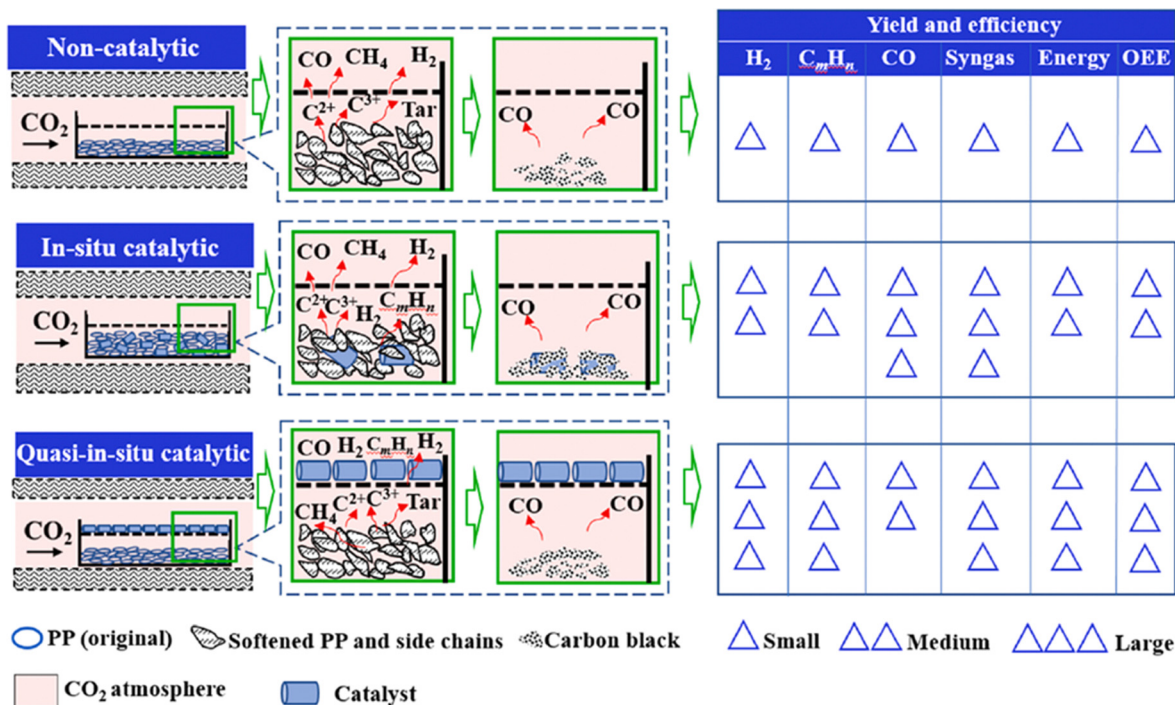 Non-catalytic
CO₂
CO CH₄ H₂
C²⁺ C³⁺ Tar
CO CO
Yield and efficiency
H₂ CₘHₙ CO Syngas Energy OEE
In-situ catalytic
CO₂
CO CH₄ H₂
C²⁺ C³⁺ H₂ CₘHₙ
CO CO
Quasi-in-situ catalytic
CO₂
CO H₂ CₘHₙ H₂
CH₄ C²⁺ C³⁺ Tar
CO CO
PP (original) Softened PP and side chains Carbon black Small Medium Large
CO₂ atmosphere Catalyst